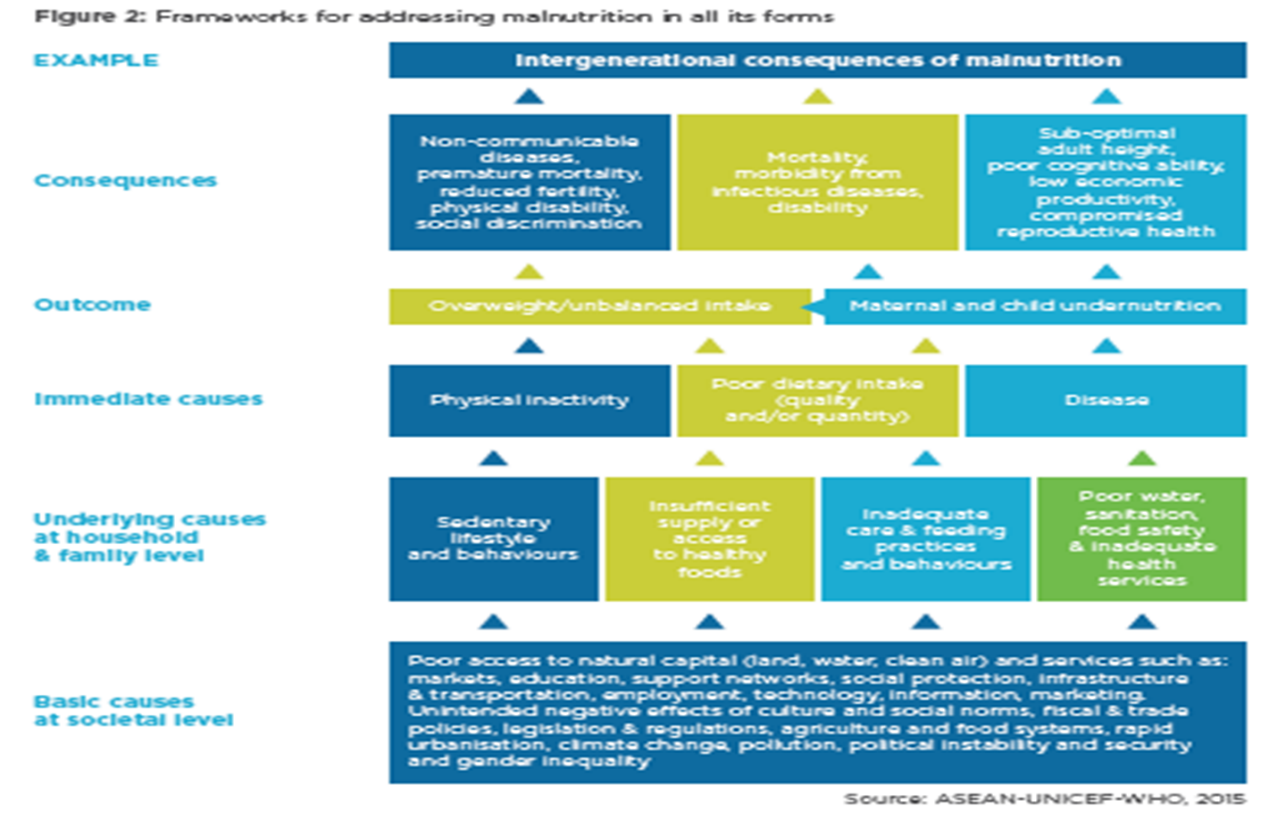 Figure 2: Frameworks for addressing malnutrition in all its forms
EXAMPLE
Intergenerational consequences of malnutrition
Consequences
Non-communicable
diseases,
premature mortality,
reduced fertility,
physical disability,
social discrimination
Mortality,
morbidity from
infectious diseases,
disability
Sub-optimal
adult height,
poor cognitive ability,
low economic
productivity,
compromised
reproductive health
Outcome
Overweight/unbalanced intake
Maternal and child undernutrition
Immediate causes
Physical inactivity
Poor dietary intake
(quality
and/or quantity)
Disease
Underlying causes
at household
& family level
Sedentary
lifestyle
and behaviours
Insufficient
supply or
access
to healthy
foods
Inadequate
care & feeding
practices
and behaviours
Poor water,
sanitation,
food safety
& inadequate
health
services
Basic causes
at societal level
Poor access to natural capital (land, water, clean air) and services such as:
markets, education, support networks, social protection, infrastructure
& transportation, employment, technology, information, marketing.
Unintended negative effects of culture and social norms, fiscal & trade
policies, legislation & regulations, agriculture and food systems, rapid
urbanisation, climate change, pollution, political instability and security
and gender inequality
Source: ASEAN-UNICEF-WHO, 2015